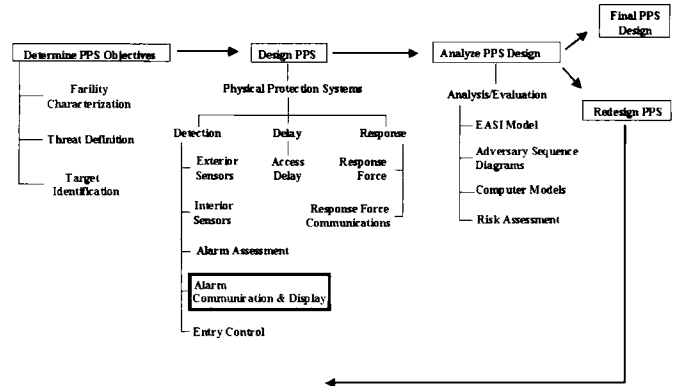 Final PPS
Design
Determine PPS Objectives
Design PPS
Analyze PPS Design
Redesign PPS
Farility
Characterization
Threat Definition
Target
Identification
Physical Protection Systems
Detection
Delay
Response
Exterior
Sensors
Access
Delay
Response
Force
Interior
Sensors
Response Force
Communications
Alarm Assessment
Alarm
Communiration & Display
Entry Control
Analysis/Evaluation
EASI Model
Adversary Sequence
Diagrams
Computer Models
Risk Assessment